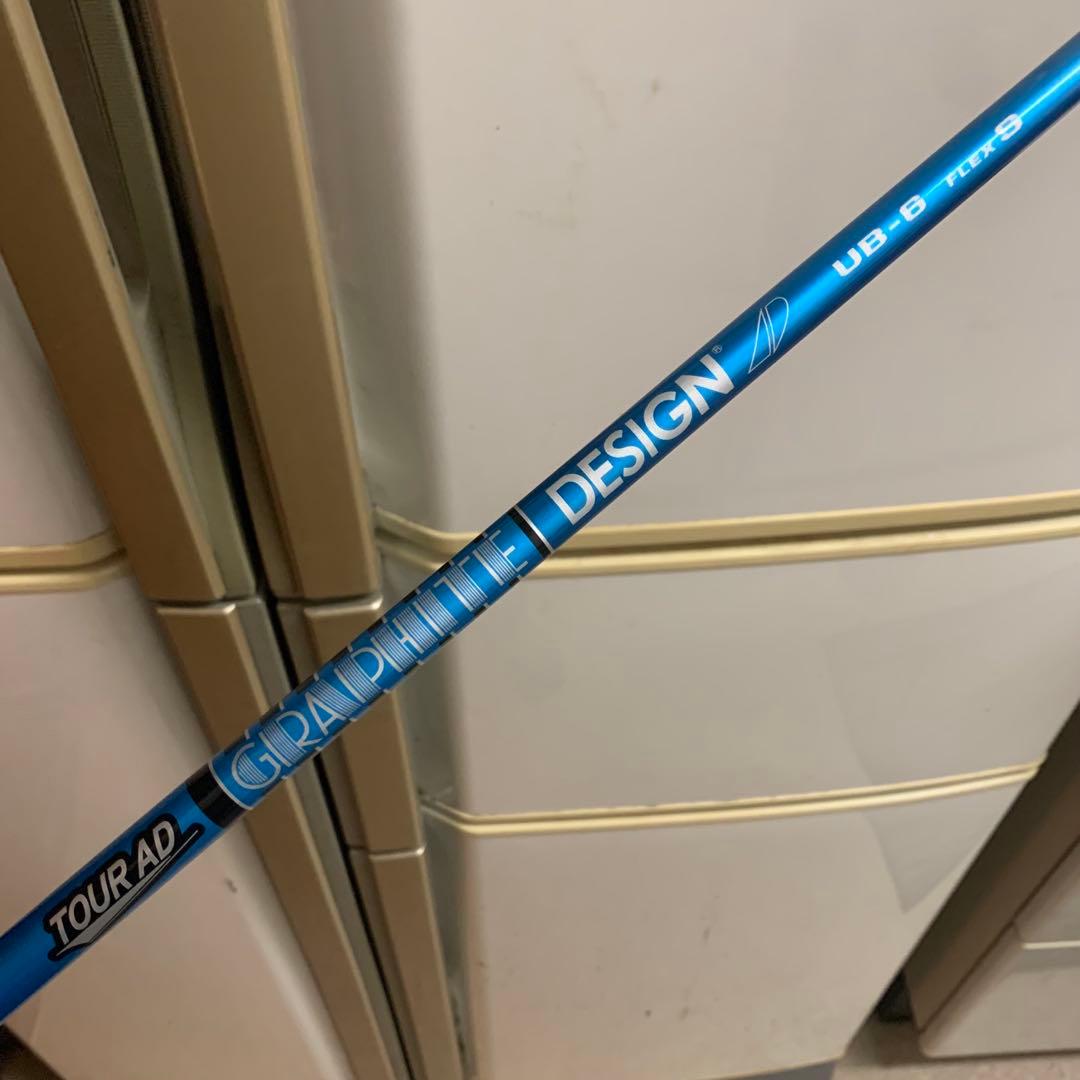 TOUR AD
GRAPHITE DESIGN®
UB-6 FLEX S